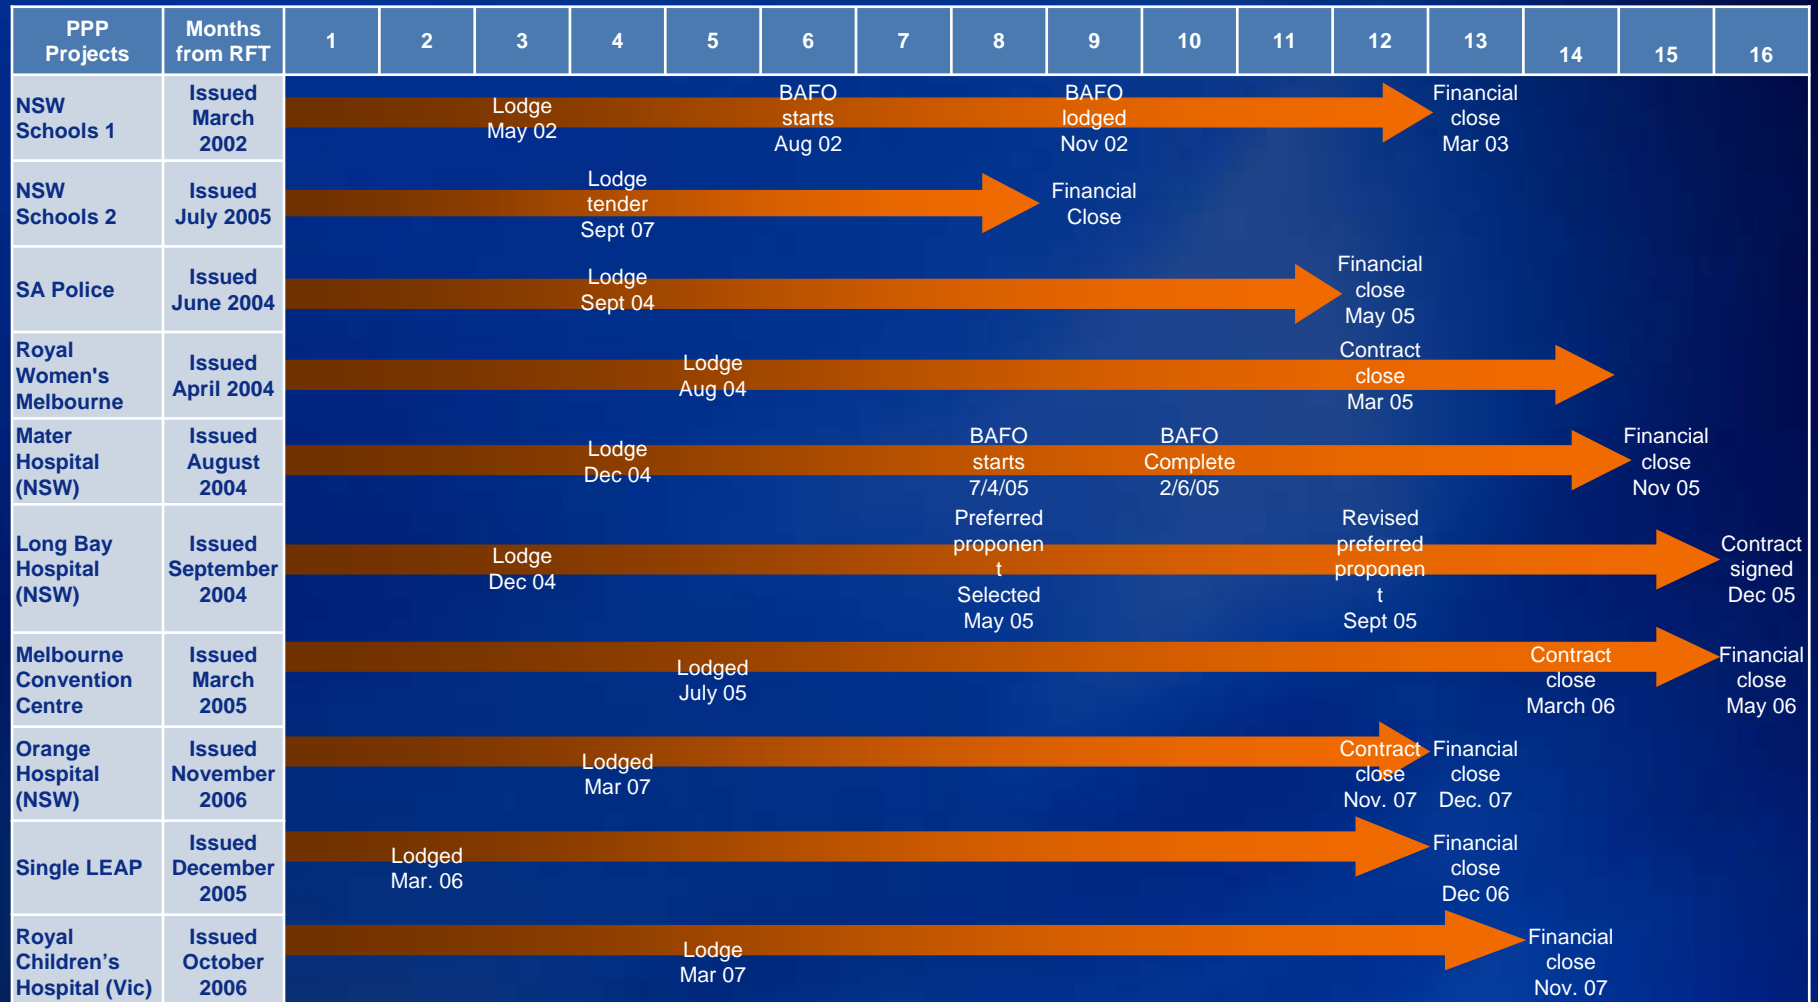 PPP
Projects
Months
from RFT
1
2
3
4
5
6
7
8
9
10
11
12
13
14
15
16
NSW
Schools 1
Issued
March
2002
Lodge
May 02
BAFO
starts
Aug 02
BAFO
lodged
Nov 02
Financial
close
Mar 03
NSW
Schools 2
Issued
July 2005
Lodge
tender
Sept 07
Financial
Close
SA Police
Issued
June 2004
Lodge
Sept 04
Financial
close
May 05
Royal
Women's
Melbourne
Issued
April 2004
Lodge
Aug 04
Contract
close
Mar 05
Mater
Hospital
(NSW)
Issued
August
2004
Lodge
Dec 04
BAFO
starts
7/4/05
BAFO
Complete
2/6/05
Financial
close
Nov 05
Long Bay
Hospital
(NSW)
Issued
September
2004
Lodge
Dec 04
Preferred
proponen
t
Selected
May 05
Revised
preferred
proponen
t
Sept 05
Contract
signed
Dec 05
Melbourne
Convention
Centre
Issued
March
2005
Lodged
July 05
Contract
close
March 06
Financial
close
May 06
Orange
Hospital
(NSW)
Issued
November
2006
Lodged
Mar 07
Contract
close
Nov. 07
Financial
close
Dec. 07
Single LEAP
Issued
December
2005
Lodged
Mar. 06
Financial
close
Dec 06
Royal
Children’s
Hospital (Vic)
Issued
October
2006
Lodge
Mar 07
Financial
close
Nov. 07